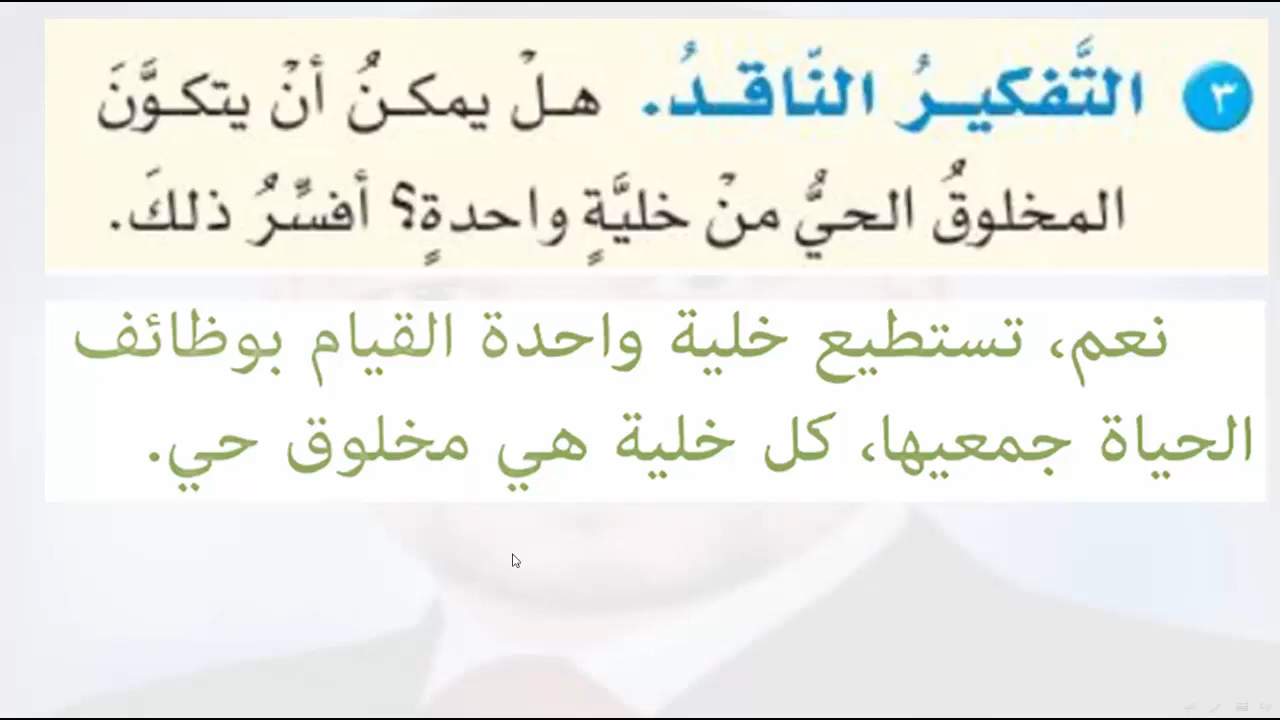 ٣ التَّفكيرُ النّاقدُ. هلْ يمكنُ أنْ يتكوَّنَ
المخلوقُ الحيُّ منْ خليَّةٍ واحدةٍ؟ أفسِّرُ ذلكَ.
نعم، تستطيع خلية واحدة القيام بوظائف
الحياة جمعيها، كل خلية هي مخلوق حي.